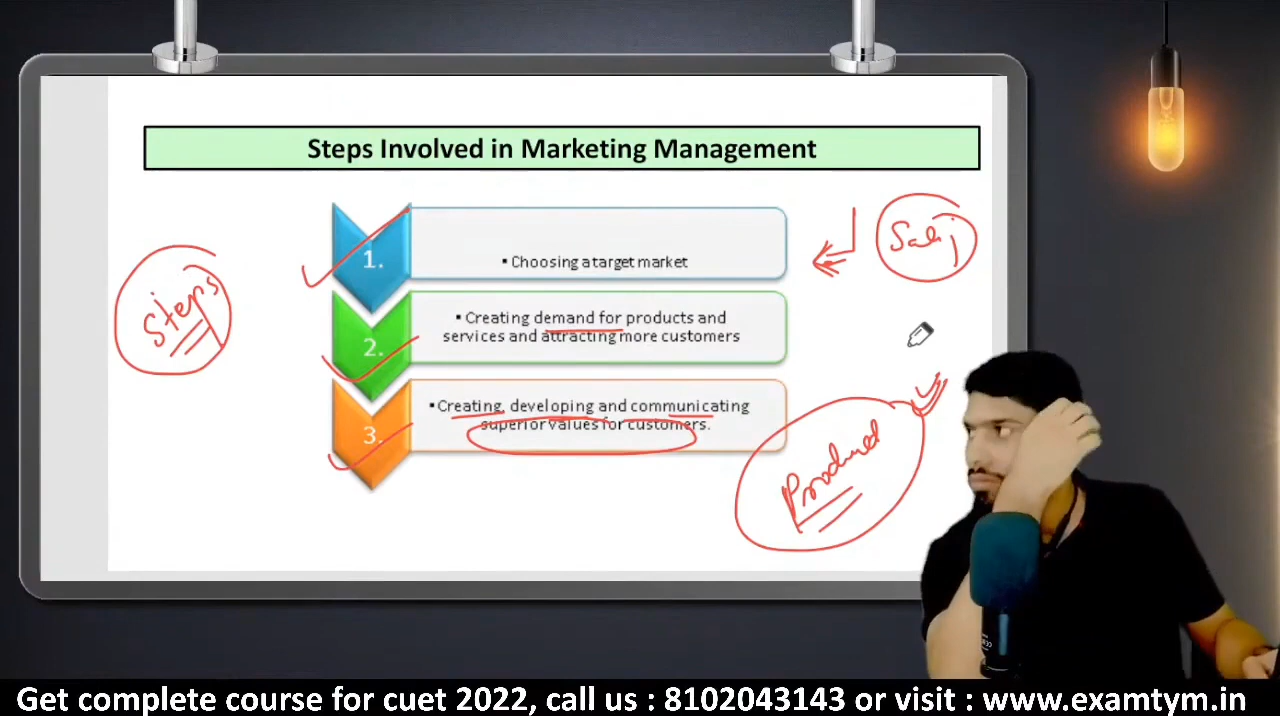 Steps Involved in Marketing Management
1.
▪ Choosing a target market
Steps
2.
▪ Creating demand for products and
services and attracting more customers
3.
▪ Creating, developing and communicating
superior values for customers.
Get complete course for cuet 2022, call us : 8102043143 or visit : www.examtym.in